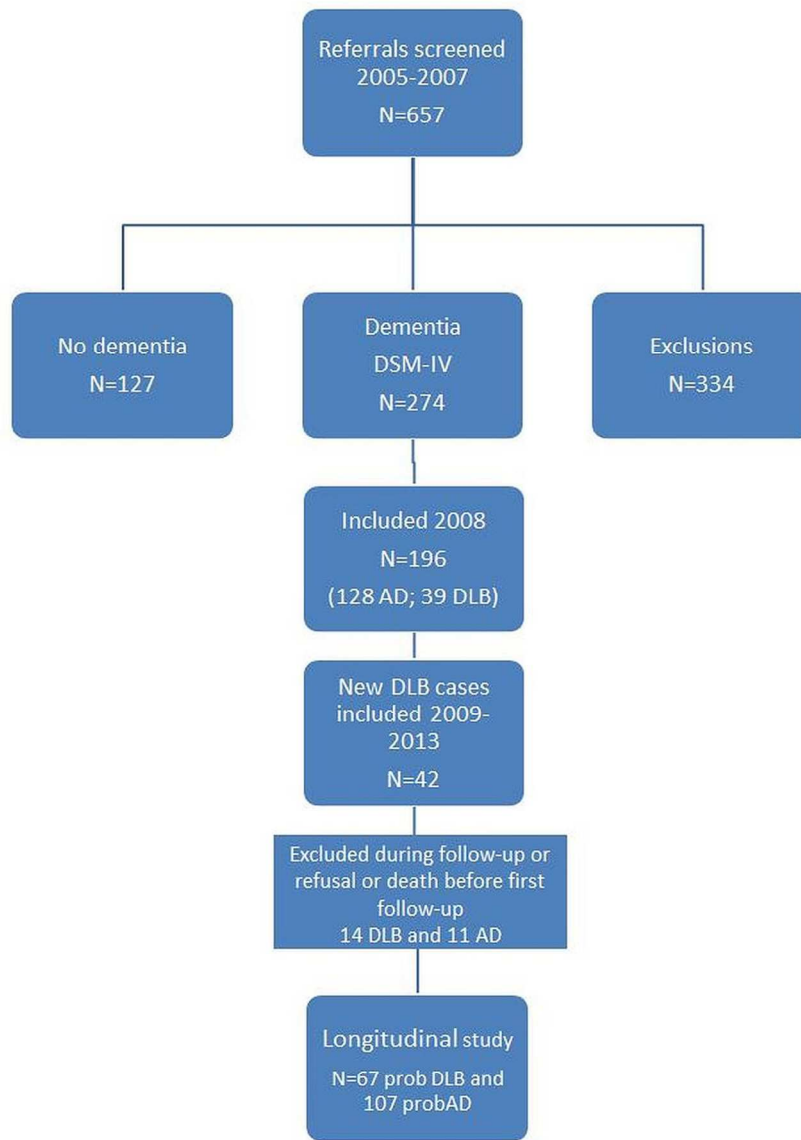 Referrals screened
2005-2007
N=657
No dementia
N=127
Dementia
DSM-IV
N=274
Exclusions
N=334
Included 2008
N=196
(128 AD; 39 DLB)
New DLB cases
included 2009-
2013
N=42
Excluded during follow-up or
refusal or death before first
follow-up
14 DLB and 11 AD
Longitudinal study
N=67 prob DLB and
107 probAD